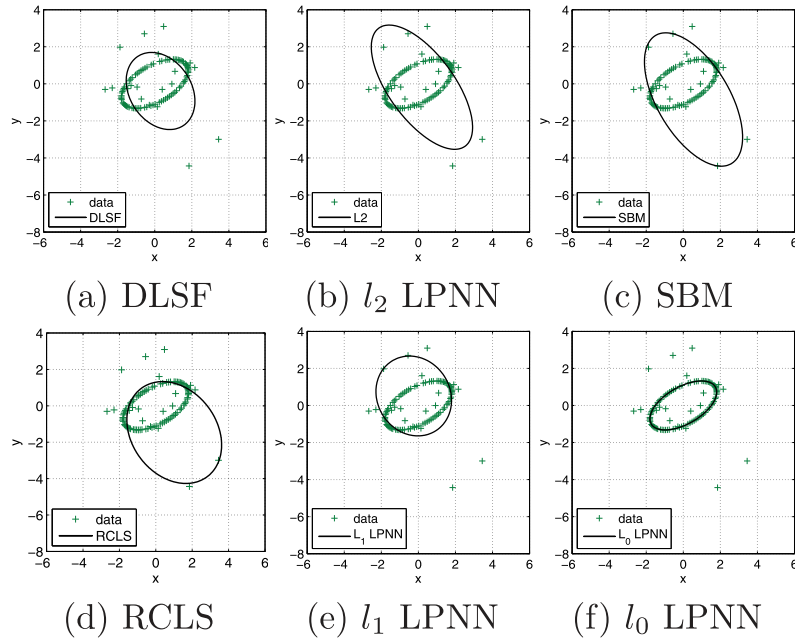 4
2
0
−2
−4
−6
−8
y
data
DLSF
−6 −4 −2 0 2 4 6
x
(a) DLSF
4
2
0
−2
−4
−6
−8
y
data
L2
−6 −4 −2 0 2 4 6
x
(b) l2 LPNN
4
2
0
−2
−4
−6
−8
y
data
SBM
−6 −4 −2 0 2 4 6
x
(c) SBM
4
2
0
−2
−4
−6
−8
y
data
RCLS
−6 −4 −2 0 2 4 6
x
(d) RCLS
4
2
0
−2
−4
−6
−8
y
data
L1 LPNN
−6 −4 −2 0 2 4 6
x
(e) l1 LPNN
4
2
0
−2
−4
−6
−8
y
data
L0 LPNN
−6 −4 −2 0 2 4 6
x
(f) l0 LPNN